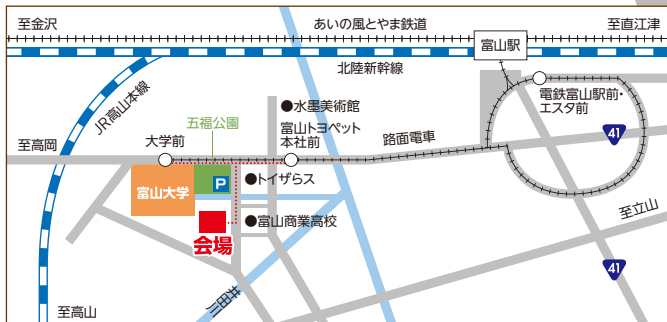 至金沢
あいの風とやま鉄道
至直江津
富山駅
北陸新幹線
JR高山本線
●水墨美術館
電鉄富山駅前・
エスタ前
五福公園
大学前
富山トヨペット
本社前
路面電車
41
至高岡
富山大学
P
●トイザらス
●富山商業高校
会場
至立山
41
井田川
至高山